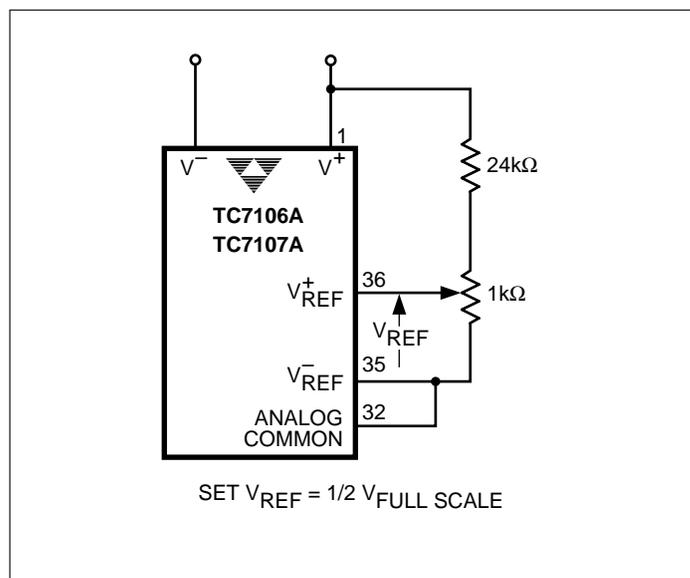 1
V– V+
24kΩ
TC7106A
TC7107A
V+REF 36
1kΩ
VREF
V–REF 35
ANALOG 32
COMMON
SET VREF = 1/2 VFULL SCALE